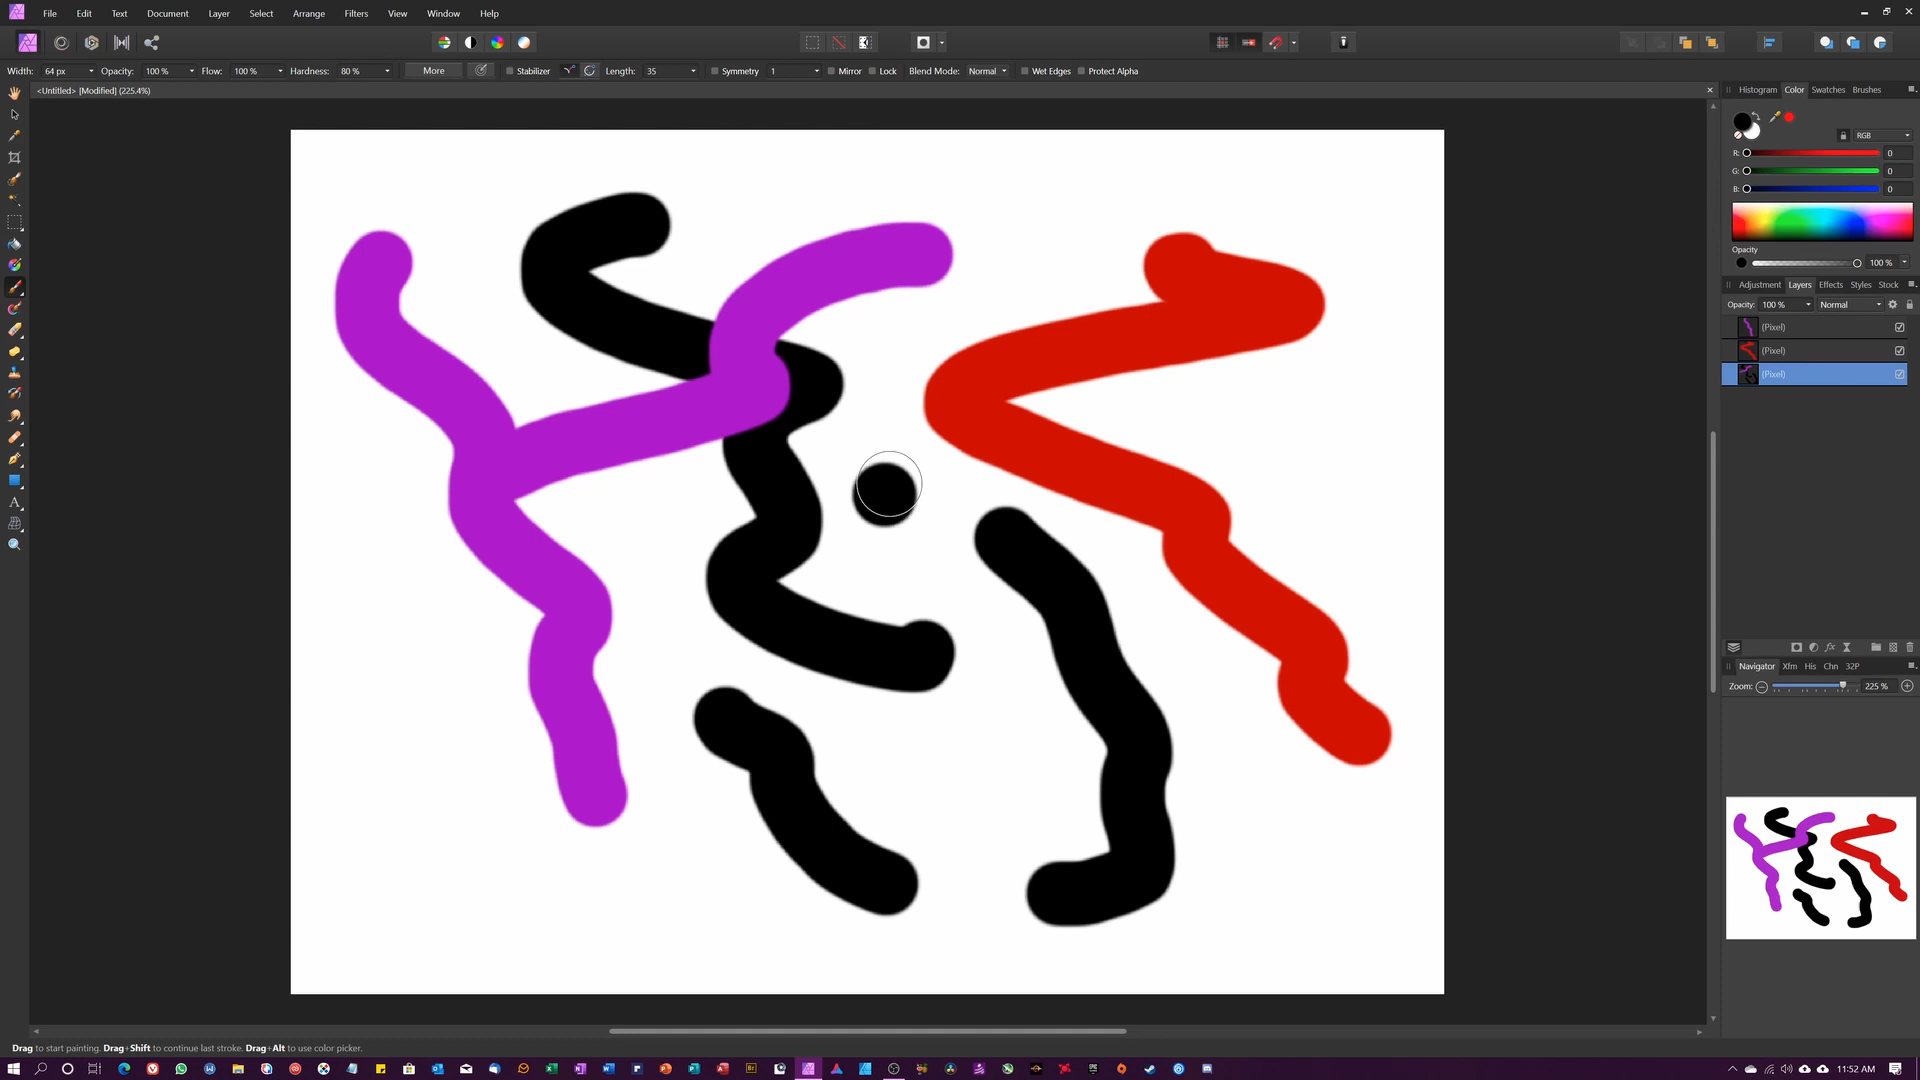 File Edit Text Document Layer Select Arrange Filters View Window Help
Width: 64 px Opacity: 100 % Flow: 100 % Hardness: 80 % More Stabilizer Length: 35 Symmetry 1 Mirror Lock Blend Mode: Normal Wet Edges Protect Alpha
<Untitled> [Modified] (225.4%)
Histogram Color Swatches Brushes
RGB
R: 0
G: 0
B: 0
Opacity
100 %
Adjustment Layers Effects Styles Stock
Opacity: 100 % Normal
(Pixel)
(Pixel)
(Pixel)
Navigator Xfm His Chn 32P
Zoom: 225 %
Drag to start painting. Drag+Shift to continue last stroke. Drag+Alt to use color picker.
11:52 AM